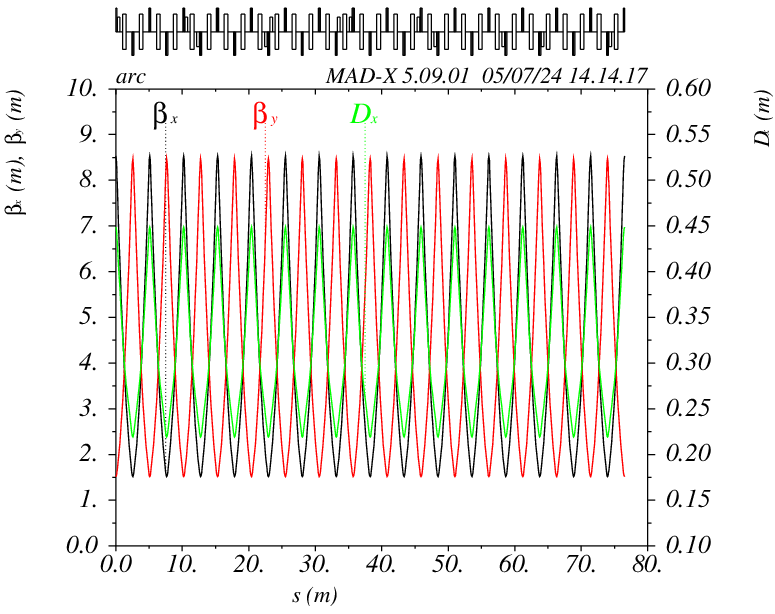 arc MAD-X 5.09.01 05/07/24 14.14.17
10. 0.60
βx βy Dx
9. 0.55
8. 0.50
7. 0.45
6. 0.40
5. 0.35
4. 0.30
3. 0.25
2. 0.20
1. 0.15
0.0 0.10
βx (m), βy (m)
Dx (m)
0.0 10. 20. 30. 40. 50. 60. 70. 80.
s (m)